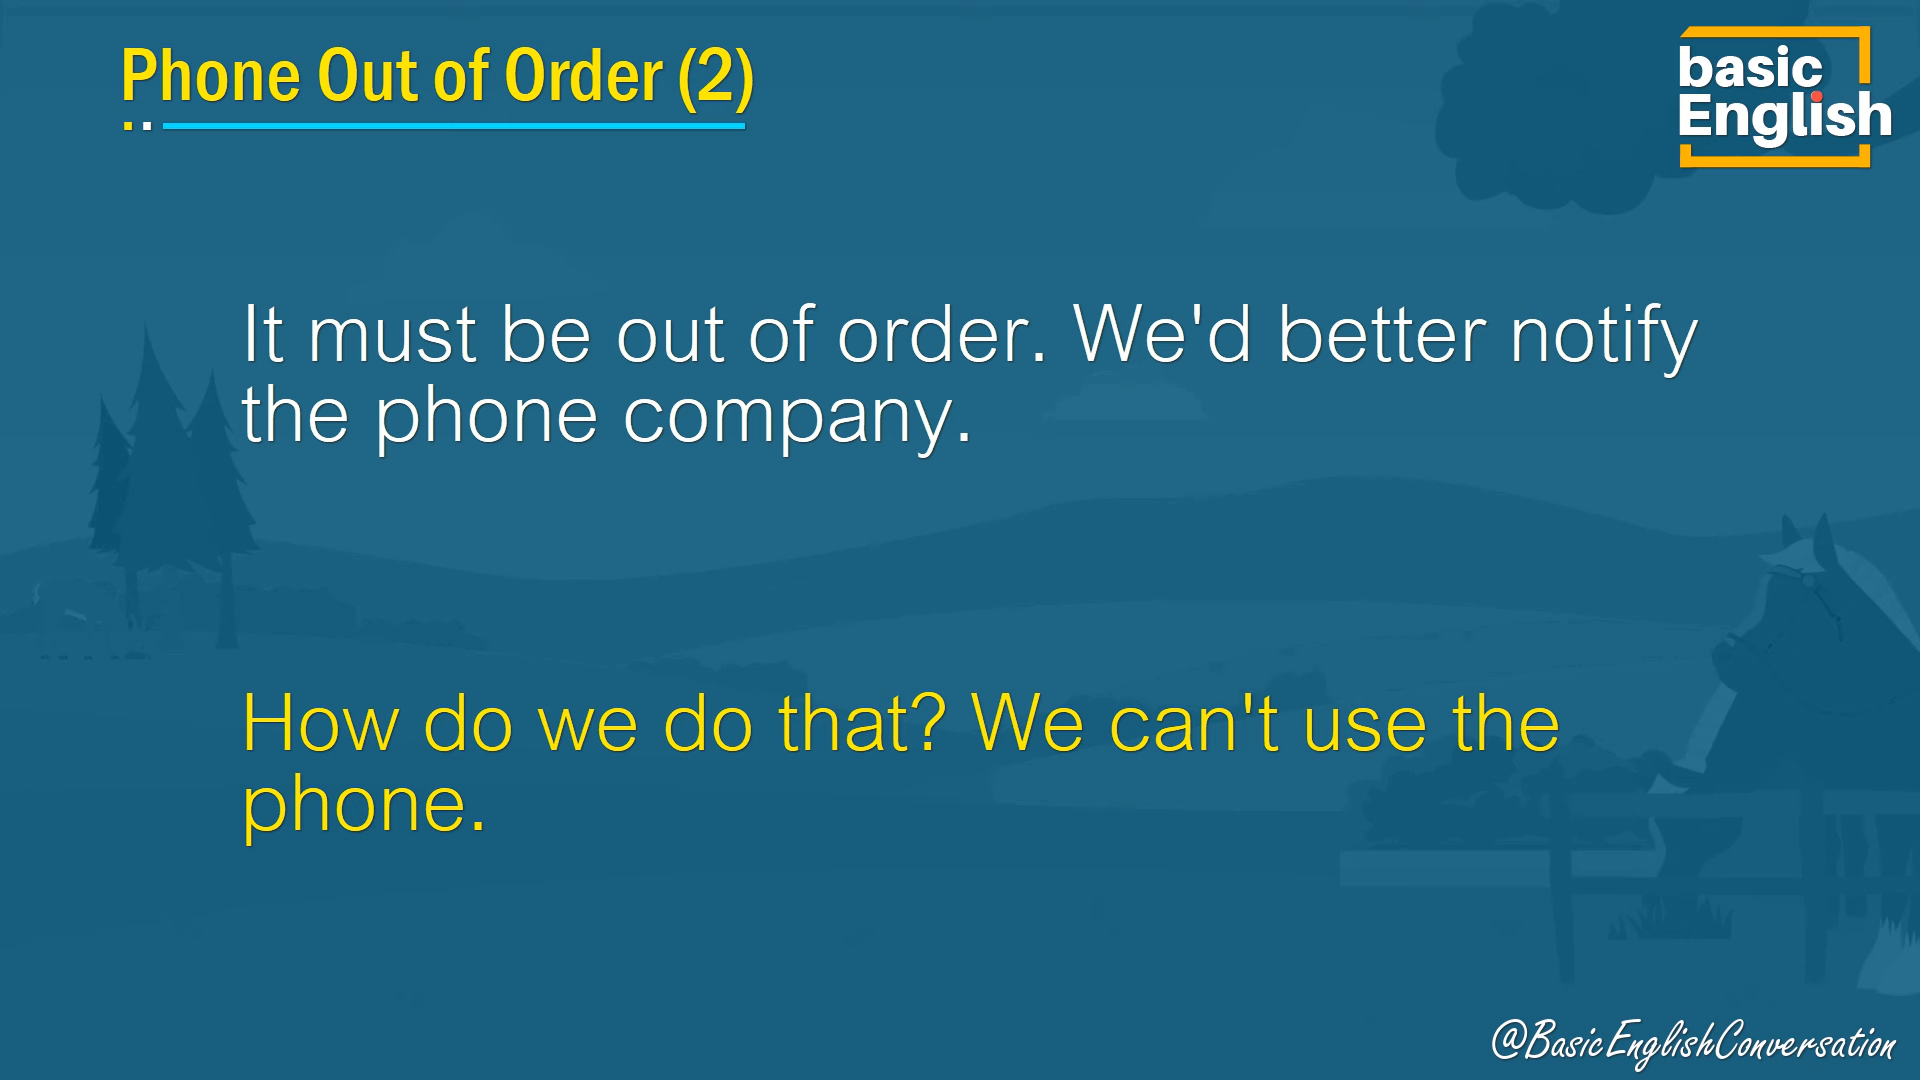 Phone Out of Order (2)
basic
English
It must be out of order. We'd better notify
the phone company.
How do we do that? We can't use the
phone.
@BasicEnglishConversation